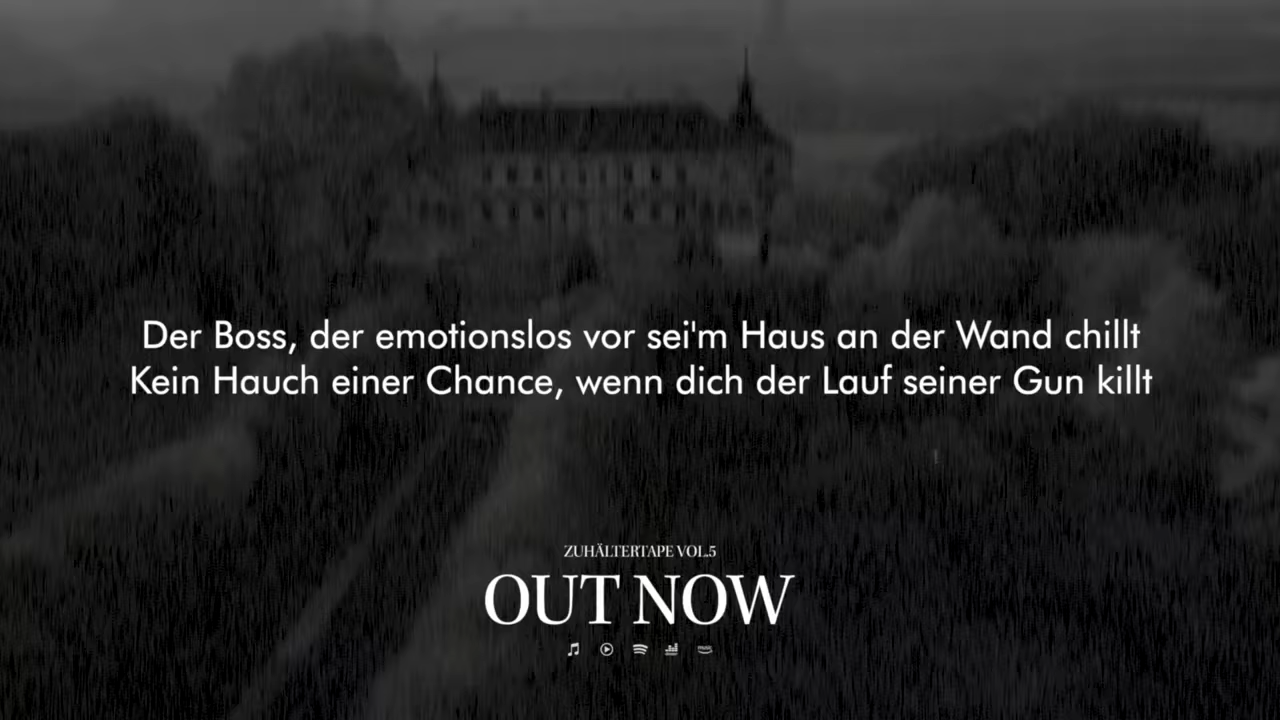 Der Boss, der emotionslos vor sei'm Haus an der Wand chillt
Kein Hauch einer Chance, wenn dich der Lauf seiner Gun killt
ZUHÄLTERTAPE VOL.5
OUT NOW
music